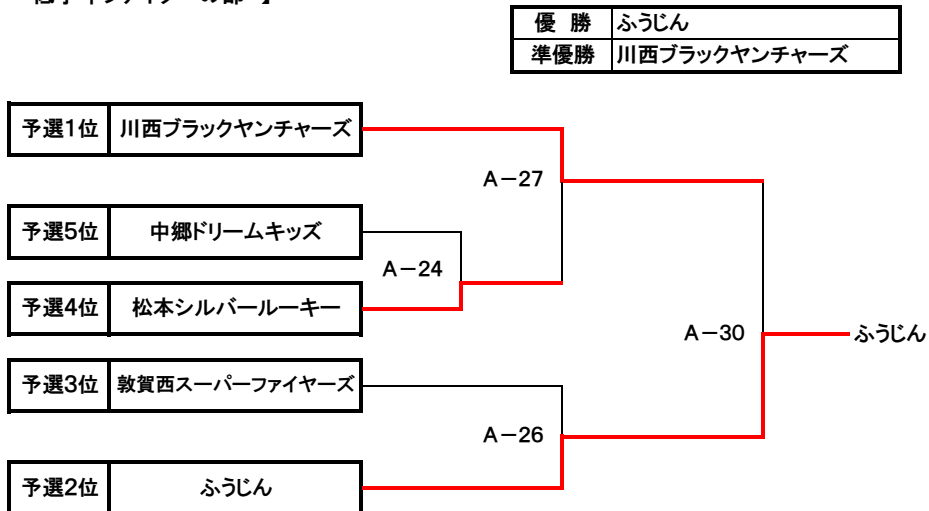 優 勝 ふうじん
準優勝 川西ブラックヤンチャーズ
予選1位 川西ブラックヤンチャーズ
A－27
予選5位 中郷ドリームキッズ
A－24
予選4位 松本シルバールーキー
A－30
ふうじん
予選3位 敦賀西スーパーファイヤーズ
A－26
予選2位 ふうじん